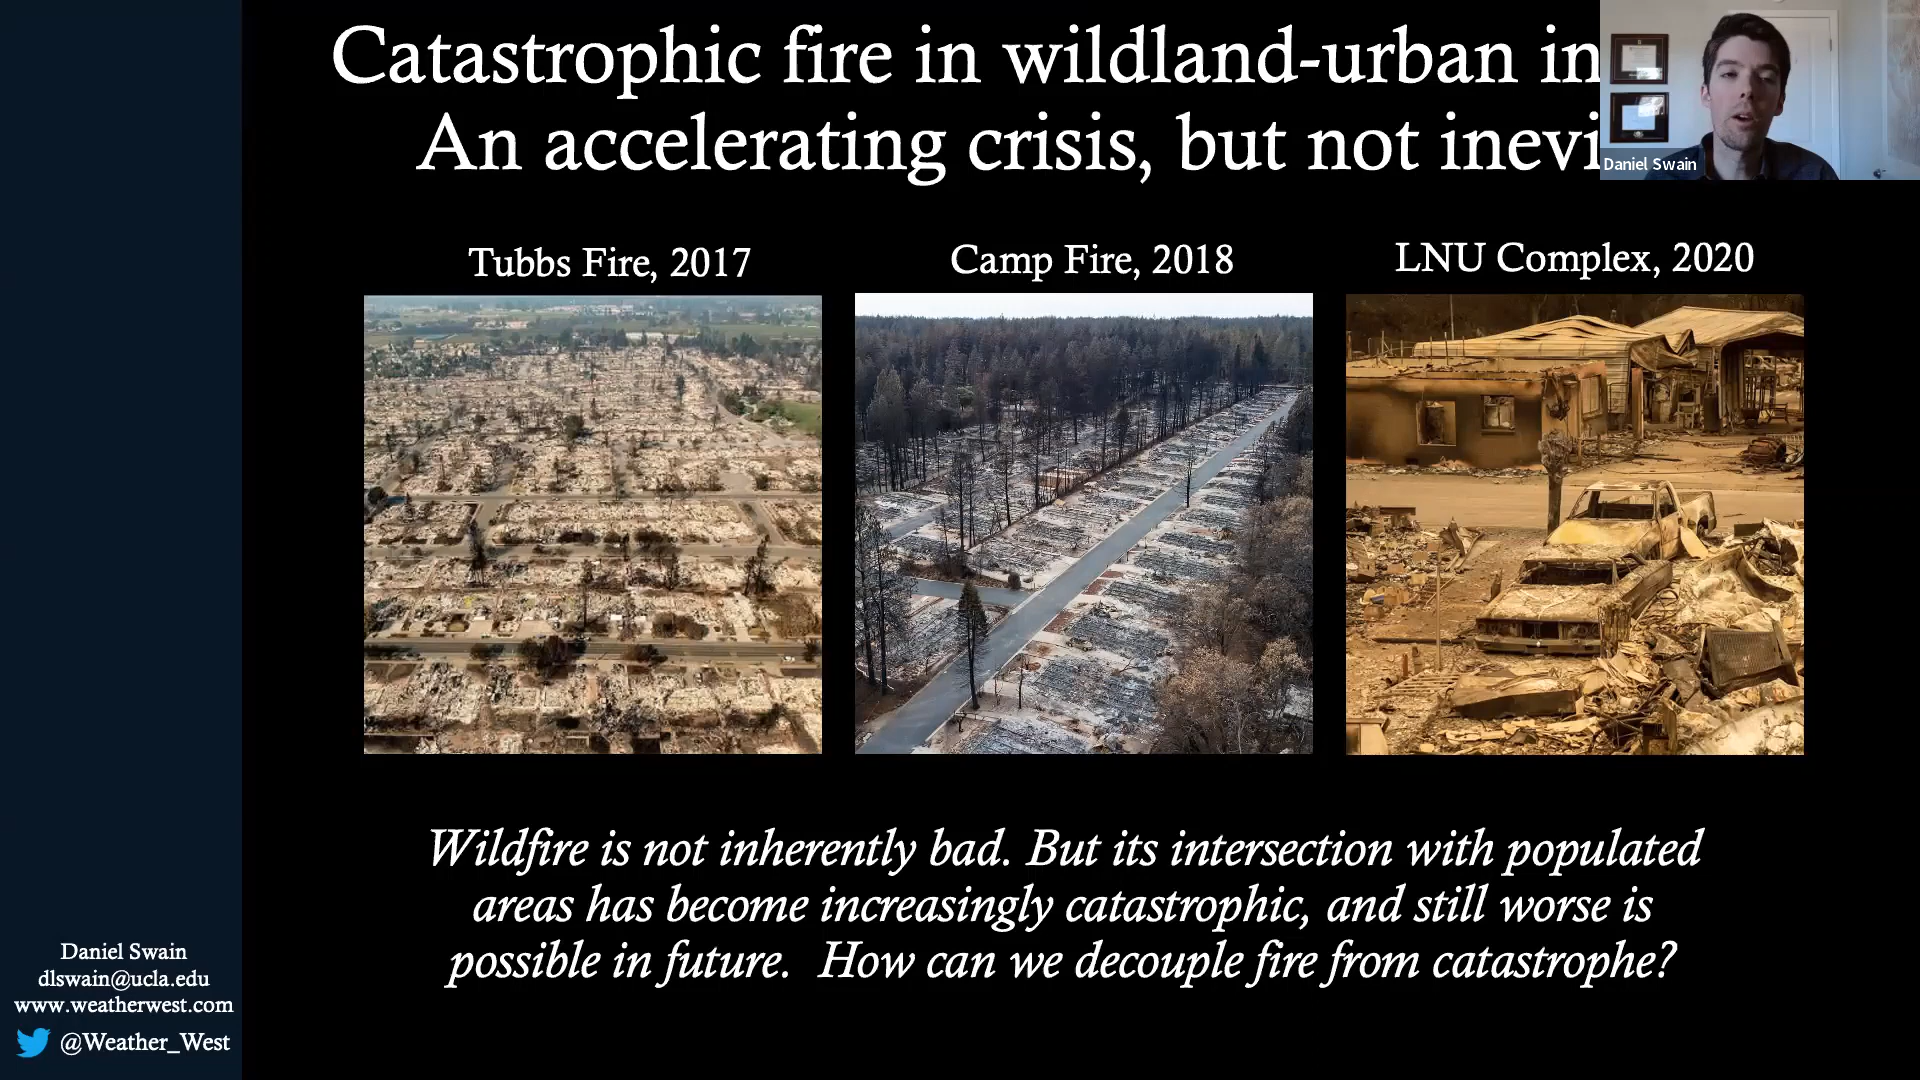 Catastrophic fire in wildland-urban in
An accelerating crisis, but not inevi
Daniel Swain
Tubbs Fire, 2017
Camp Fire, 2018
LNU Complex, 2020
Wildfire is not inherently bad. But its intersection with populated
areas has become increasingly catastrophic, and still worse is
possible in future.  How can we decouple fire from catastrophe?
Daniel Swain
dlswain@ucla.edu
www.weatherwest.com
@Weather_West